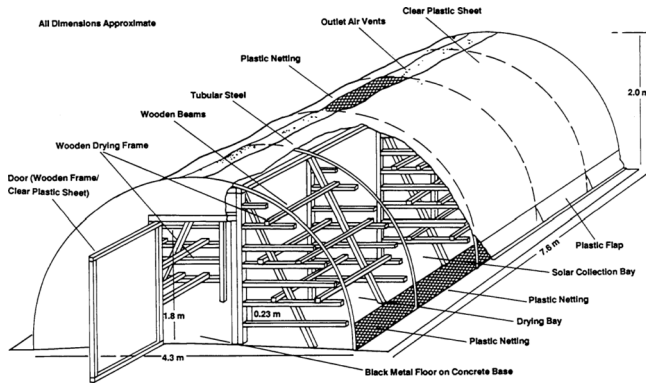 All Dimensions Approximate
Clear Plastic Sheet
Outlet Air Vents
Plastic Netting
Tubular Steel
Wooden Beams
Wooden Drying Frame
Door (Wooden Frame/
Clear Plastic Sheet)
2.0 m
7.6 m
Plastic Flap
Solar Collection Bay
Plastic Netting
Drying Bay
Plastic Netting
1.8 m
0.23 m
4.3 m
Black Metal Floor on Concrete Base